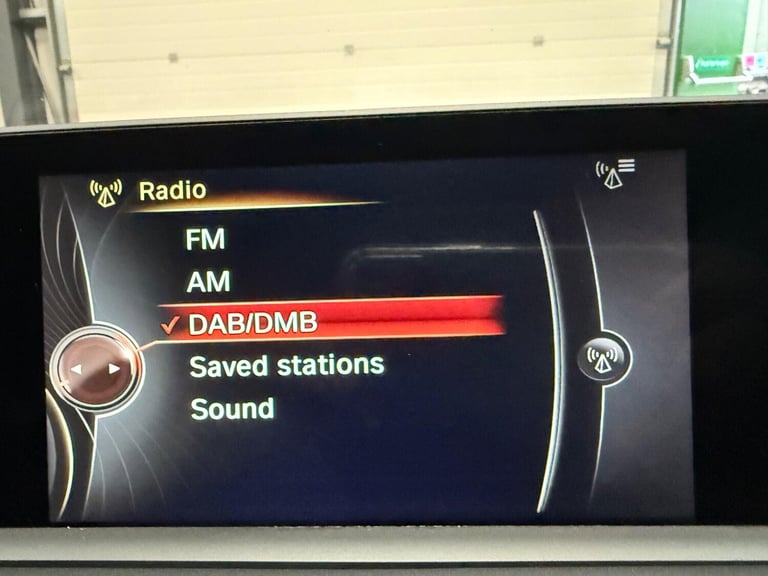 Radio
FM
AM
DAB/DMB
Saved stations
Sound